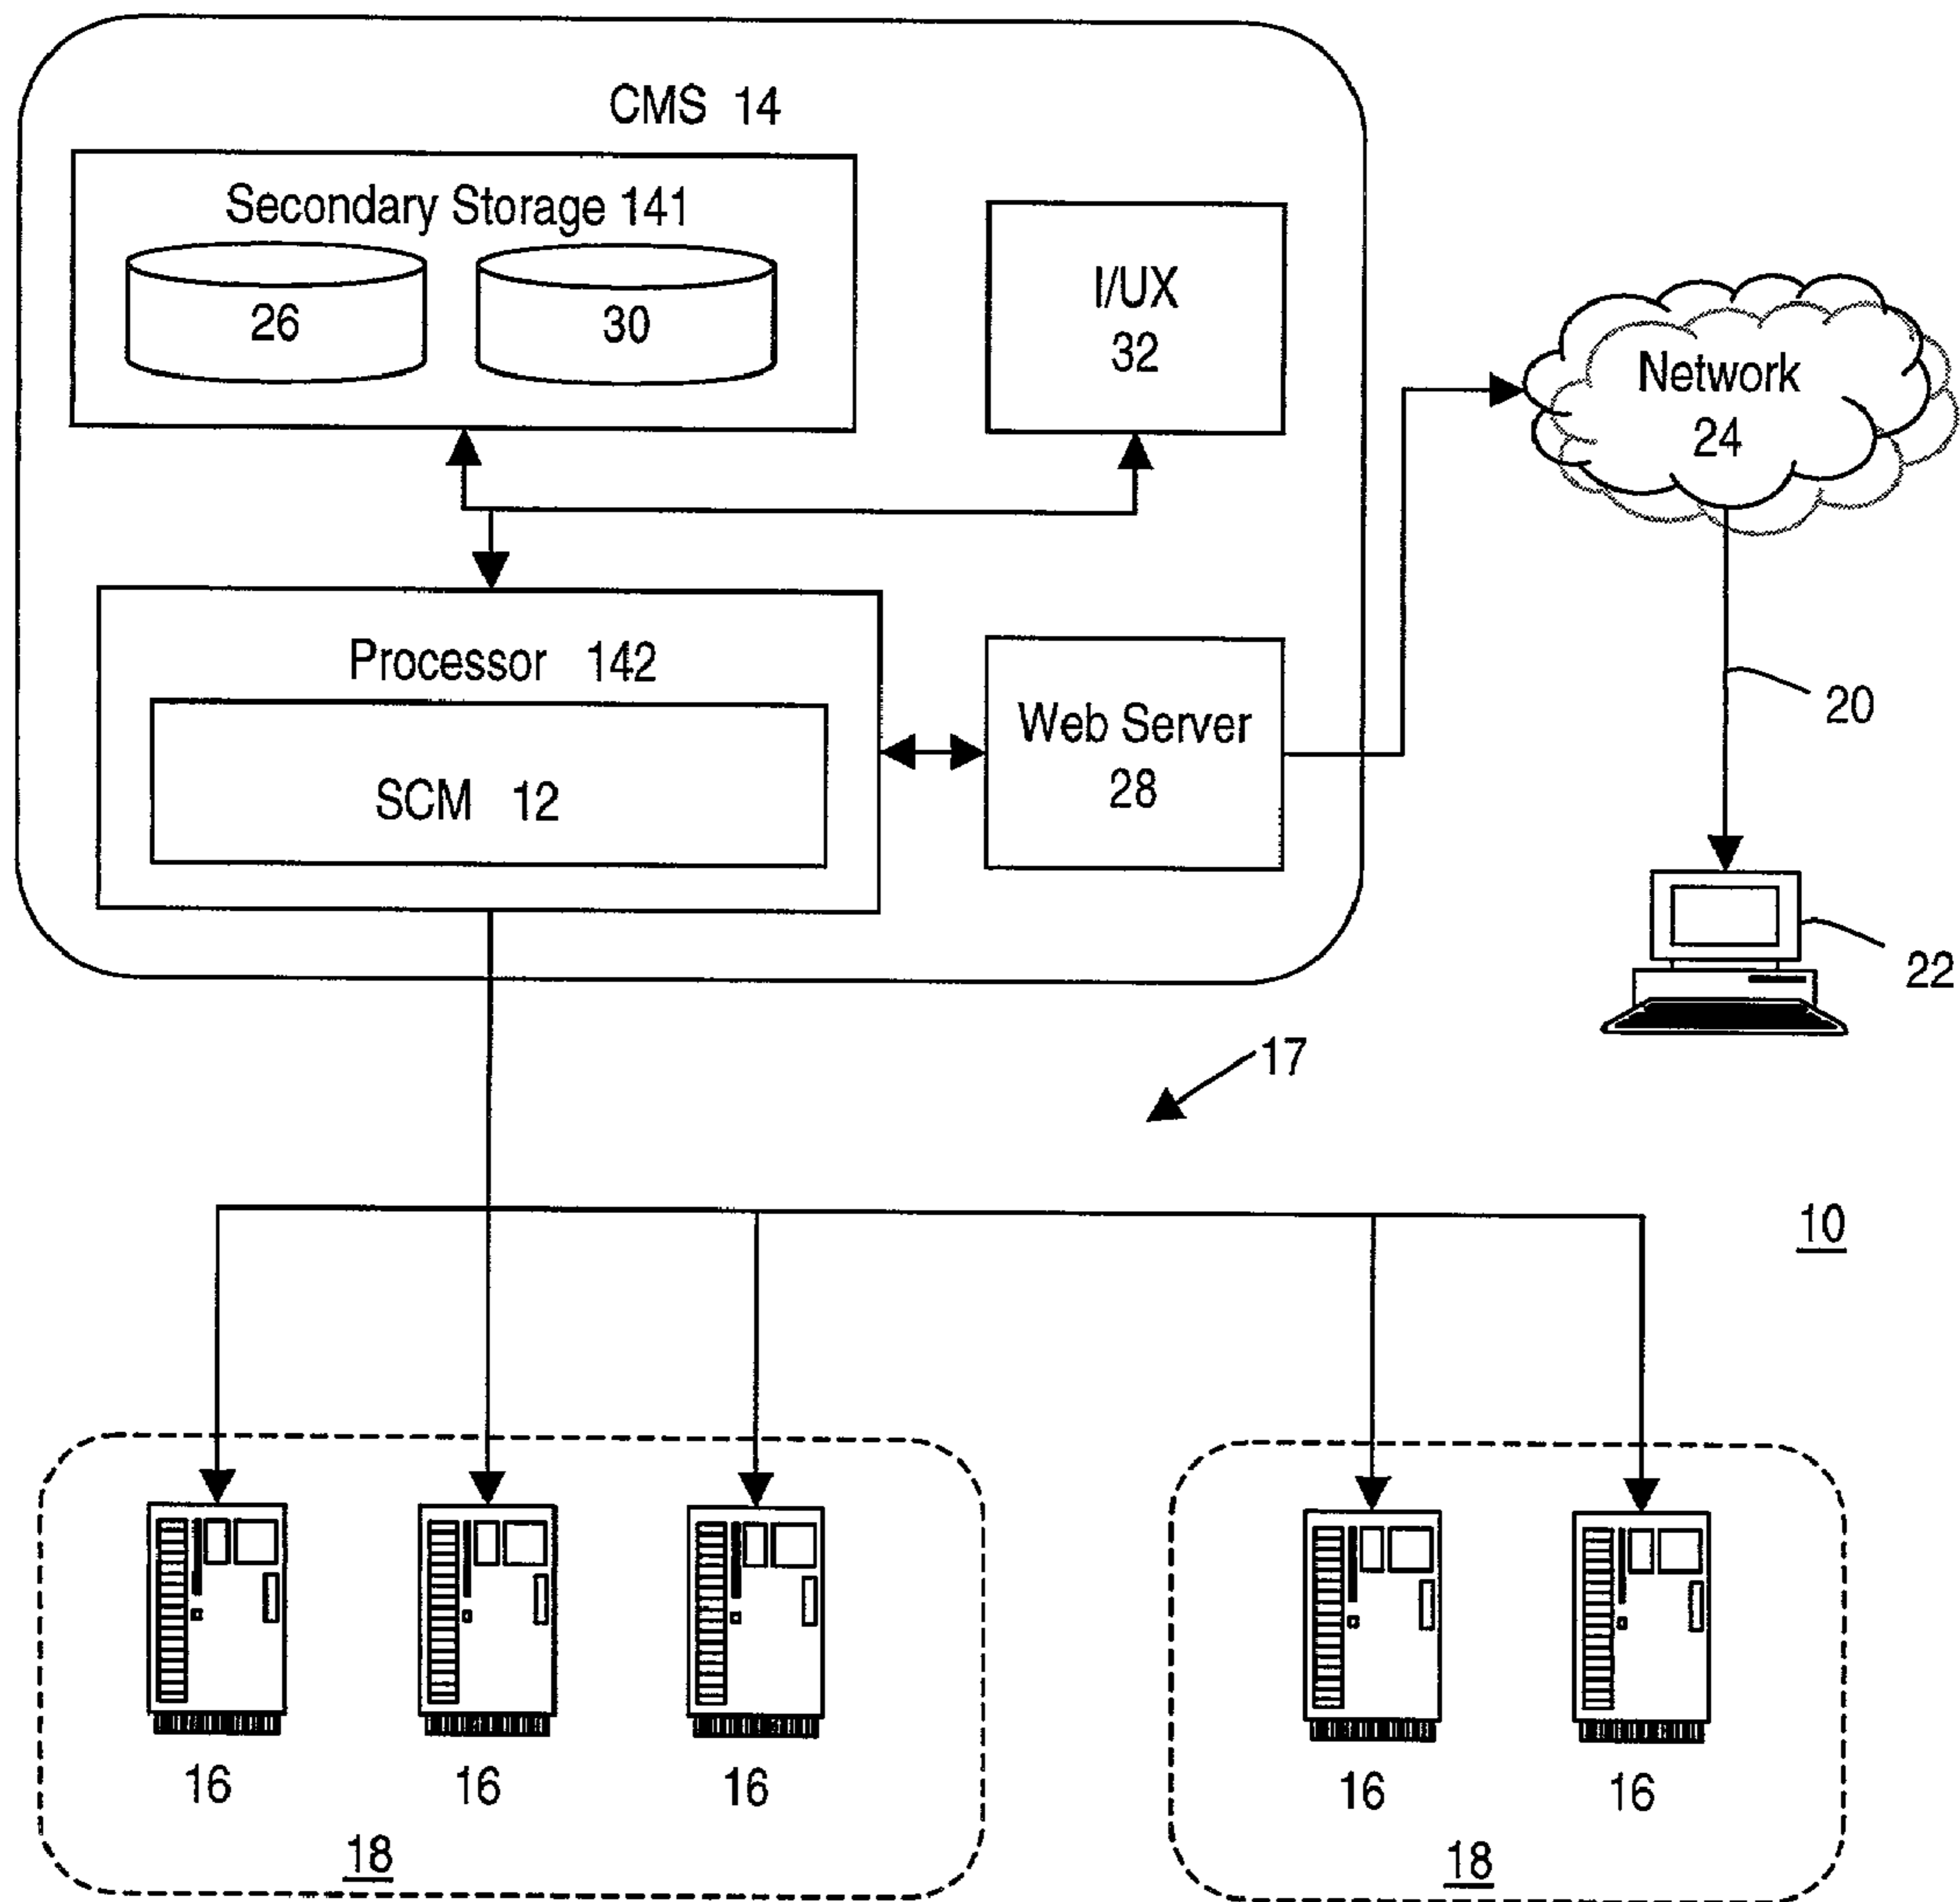 CMS 14
Secondary Storage 141
26
30
I/UX
32
Network
24
Processor 142
SCM 12
Web Server
28
20
22
17
10
16
16
16
16
16
18
18